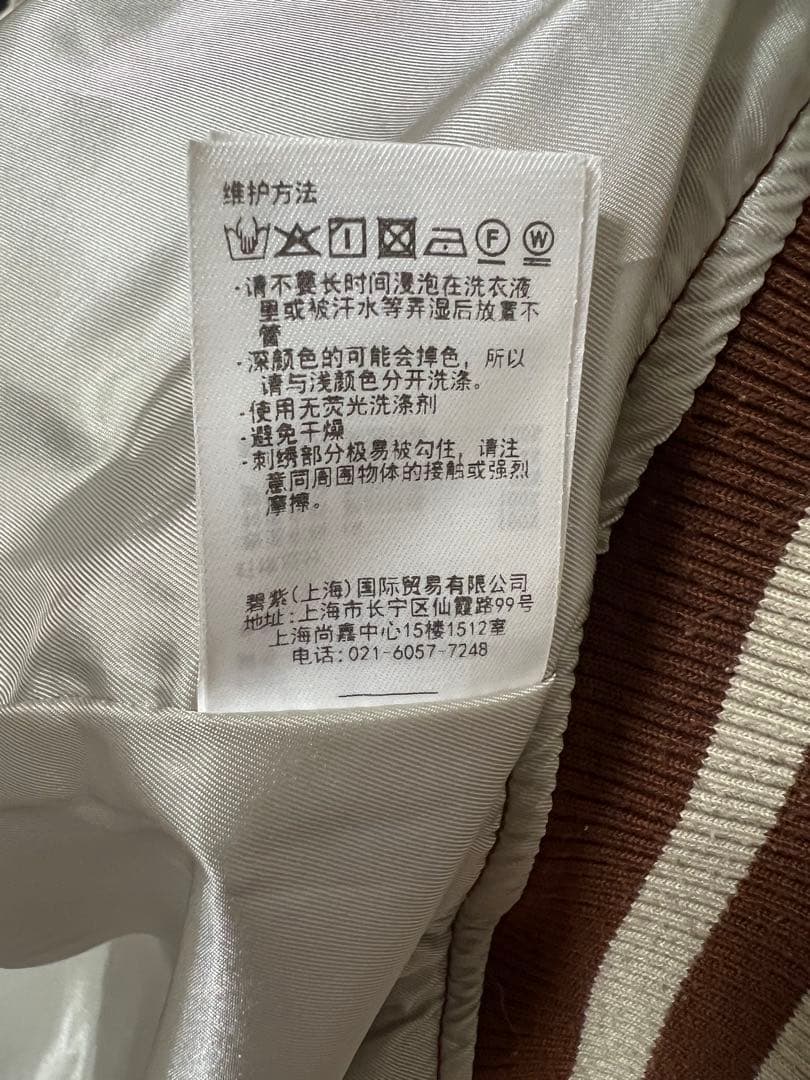 维护方法
F W
·请不要长时间浸泡在洗衣液
里或被汗水等弄湿后放置不
管
·深颜色的可能会掉色，所以
请与浅颜色分开洗涤。
·使用无荧光洗涤剂
·避免干燥
·刺绣部分极易被勾住，请注
意同周围物体的接触或强烈
摩擦。
碧紫(上海)国际贸易有限公司
地址:上海市长宁区仙霞路99号
上海尚嘉中心15楼1512室
电话:021-6057-7248